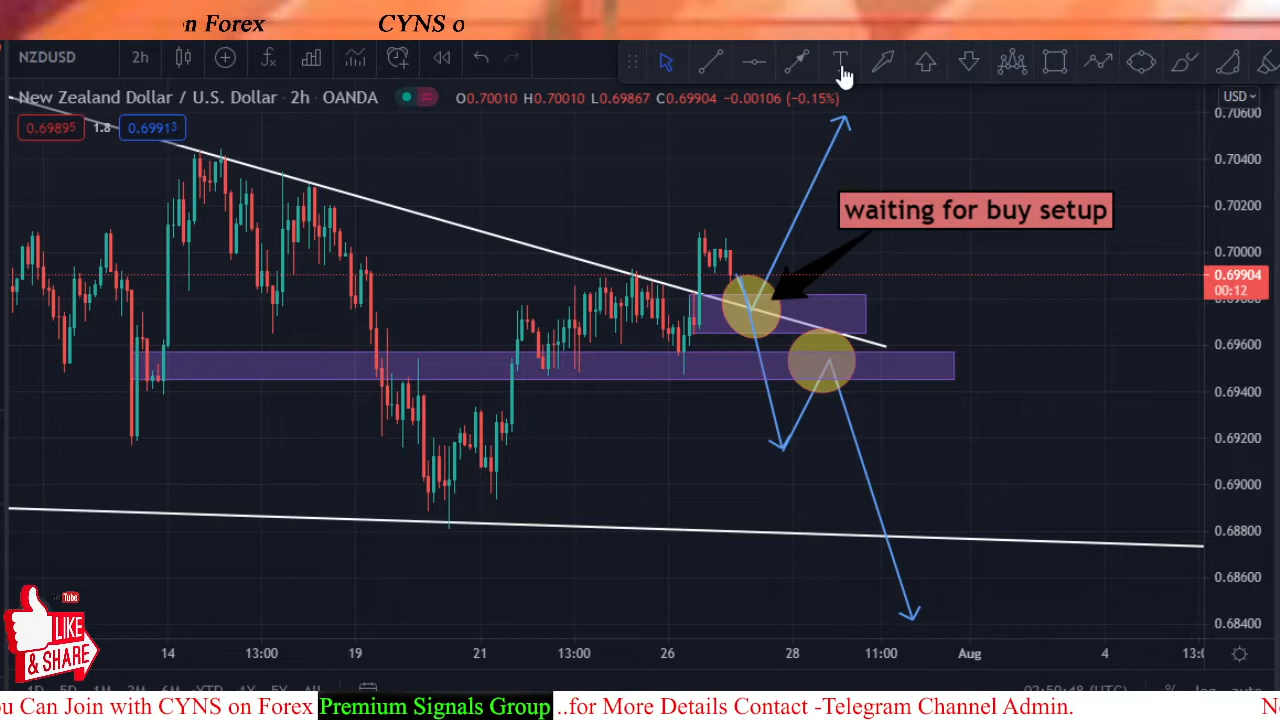 n Forex CYNS o
NZDUSD 2h
New Zealand Dollar / U.S. Dollar · 2h · OANDA O0.70010 H0.70010 L0.69867 C0.69904 −0.00106 (−0.15%)
USD
0.69895 1.8 0.69913
0.70600
0.70400
waiting for buy setup
0.70200
0.70000
0.69904
00:12
0.69600
0.69400
0.69200
0.69000
0.68800
0.68600
0.68400
Tube
LIKE
& SHARE
14 13:00 19 21 13:00 26 28 11:00 Aug 4 13:
ou Can Join with CYNS on Forex Premium Signals Group ..for More Details Contact -Telegram Channel Admin. N